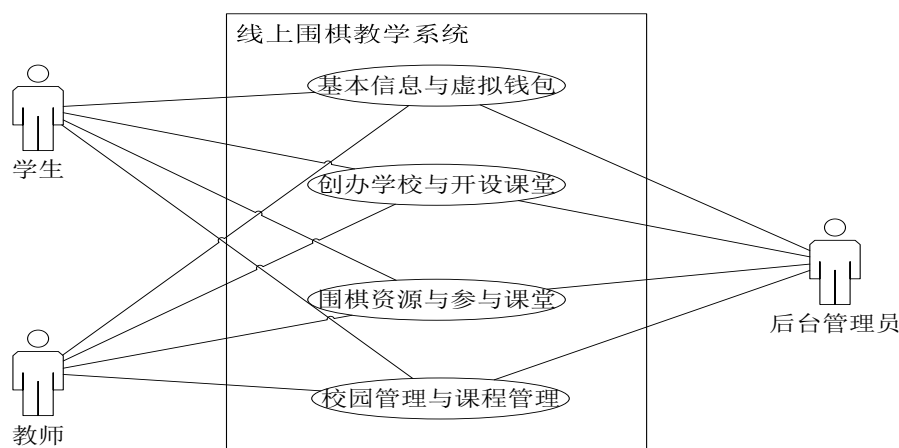 线上围棋教学系统
基本信息与虚拟钱包
学生
创办学校与开设课堂
围棋资源与参与课堂
后台管理员
校园管理与课程管理
教师